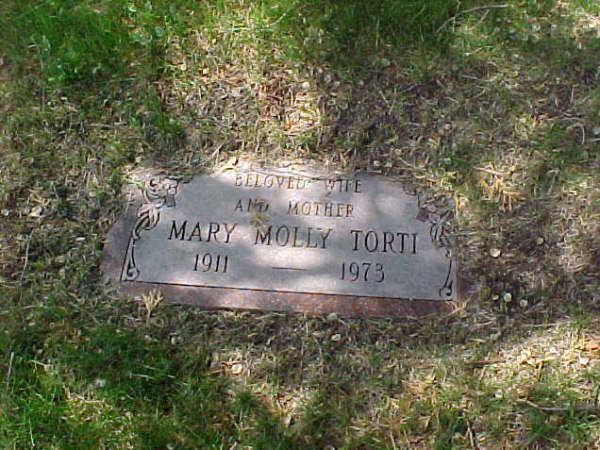 BELOVED WIFE
AND MOTHER
MARY MOLLY TORTI
1911 — 1973